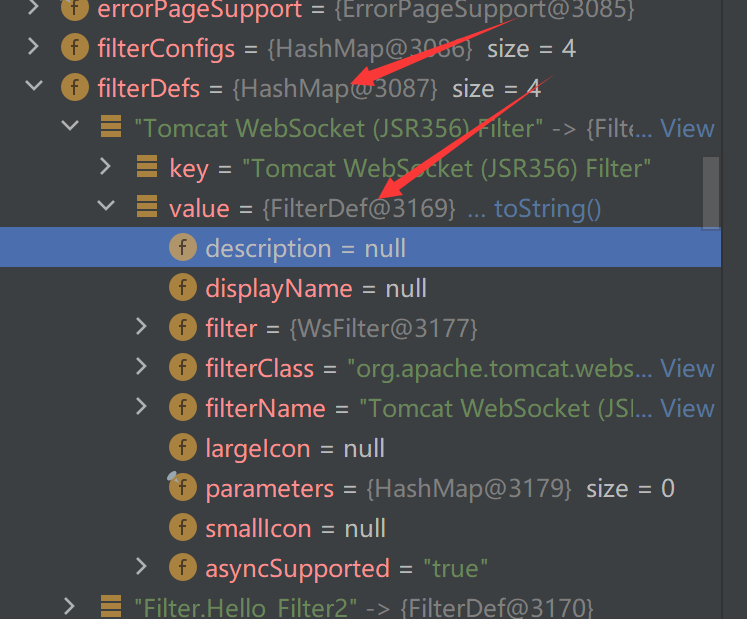 errorPageSupport = {ErrorPageSupport@3085}
f filterConfigs = {HashMap@3086} size = 4
f filterDefs = {HashMap@3087} size = 4
"Tomcat WebSocket (JSR356) Filter" -> {Filte... View
key = "Tomcat WebSocket (JSR356) Filter"
value = {FilterDef@3169} ... toString()
f description = null
f displayName = null
f filter = {WsFilter@3177}
f filterClass = "org.apache.tomcat.webs... View
f filterName = "Tomcat WebSocket (JSI... View
f largeIcon = null
f parameters = {HashMap@3179} size = 0
f smallIcon = null
f asyncSupported = "true"
"Filter.Hello_Filter2" -> {FilterDef@3170}